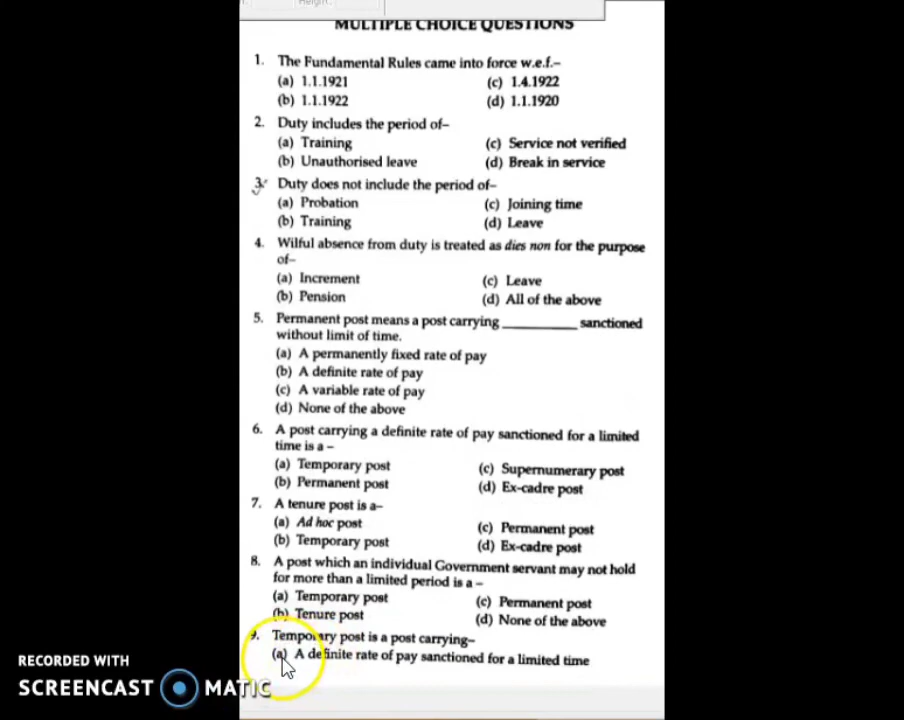 Height:
MULTIPLE CHOICE QUESTIONS
1. The Fundamental Rules came into force w.e.f.–
(a) 1.1.1921 (c) 1.4.1922
(b) 1.1.1922 (d) 1.1.1920
2. Duty includes the period of–
(a) Training (c) Service not verified
(b) Unauthorised leave (d) Break in service
3. Duty does not include the period of–
(a) Probation (c) Joining time
(b) Training (d) Leave
4. Wilful absence from duty is treated as dies non for the purpose
of–
(a) Increment (c) Leave
(b) Pension (d) All of the above
5. Permanent post means a post carrying __________ sanctioned
without limit of time.
(a) A permanently fixed rate of pay
(b) A definite rate of pay
(c) A variable rate of pay
(d) None of the above
6. A post carrying a definite rate of pay sanctioned for a limited
time is a –
(a) Temporary post (c) Supernumerary post
(b) Permanent post (d) Ex-cadre post
7. A tenure post is a–
(a) Ad hoc post (c) Permanent post
(b) Temporary post (d) Ex-cadre post
8. A post which an individual Government servant may not hold
for more than a limited period is a –
(a) Temporary post (c) Permanent post
(b) Tenure post (d) None of the above
9. Temporary post is a post carrying–
(a) A definite rate of pay sanctioned for a limited time
RECORDED WITH
SCREENCAST MATIC